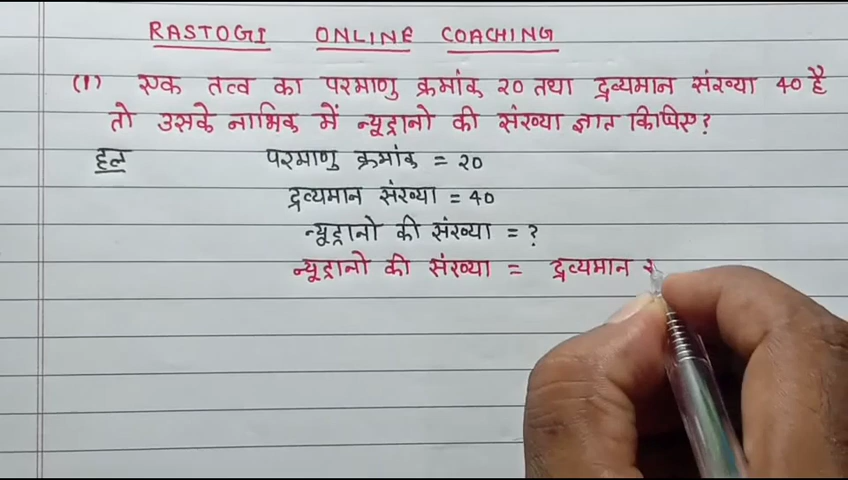 RASTOGI ONLINE COACHING
(1) एक तत्व का परमाणु क्रमांक 20 तथा द्रव्यमान संख्या 40 है
तो उसके नाभिक में न्यूट्रानो की संख्या ज्ञात कीजिए?
हल परमाणु क्रमांक = 20
द्रव्यमान संख्या = 40
न्यूट्रानो की संख्या = ?
न्यूट्रानो की संख्या = द्रव्यमान